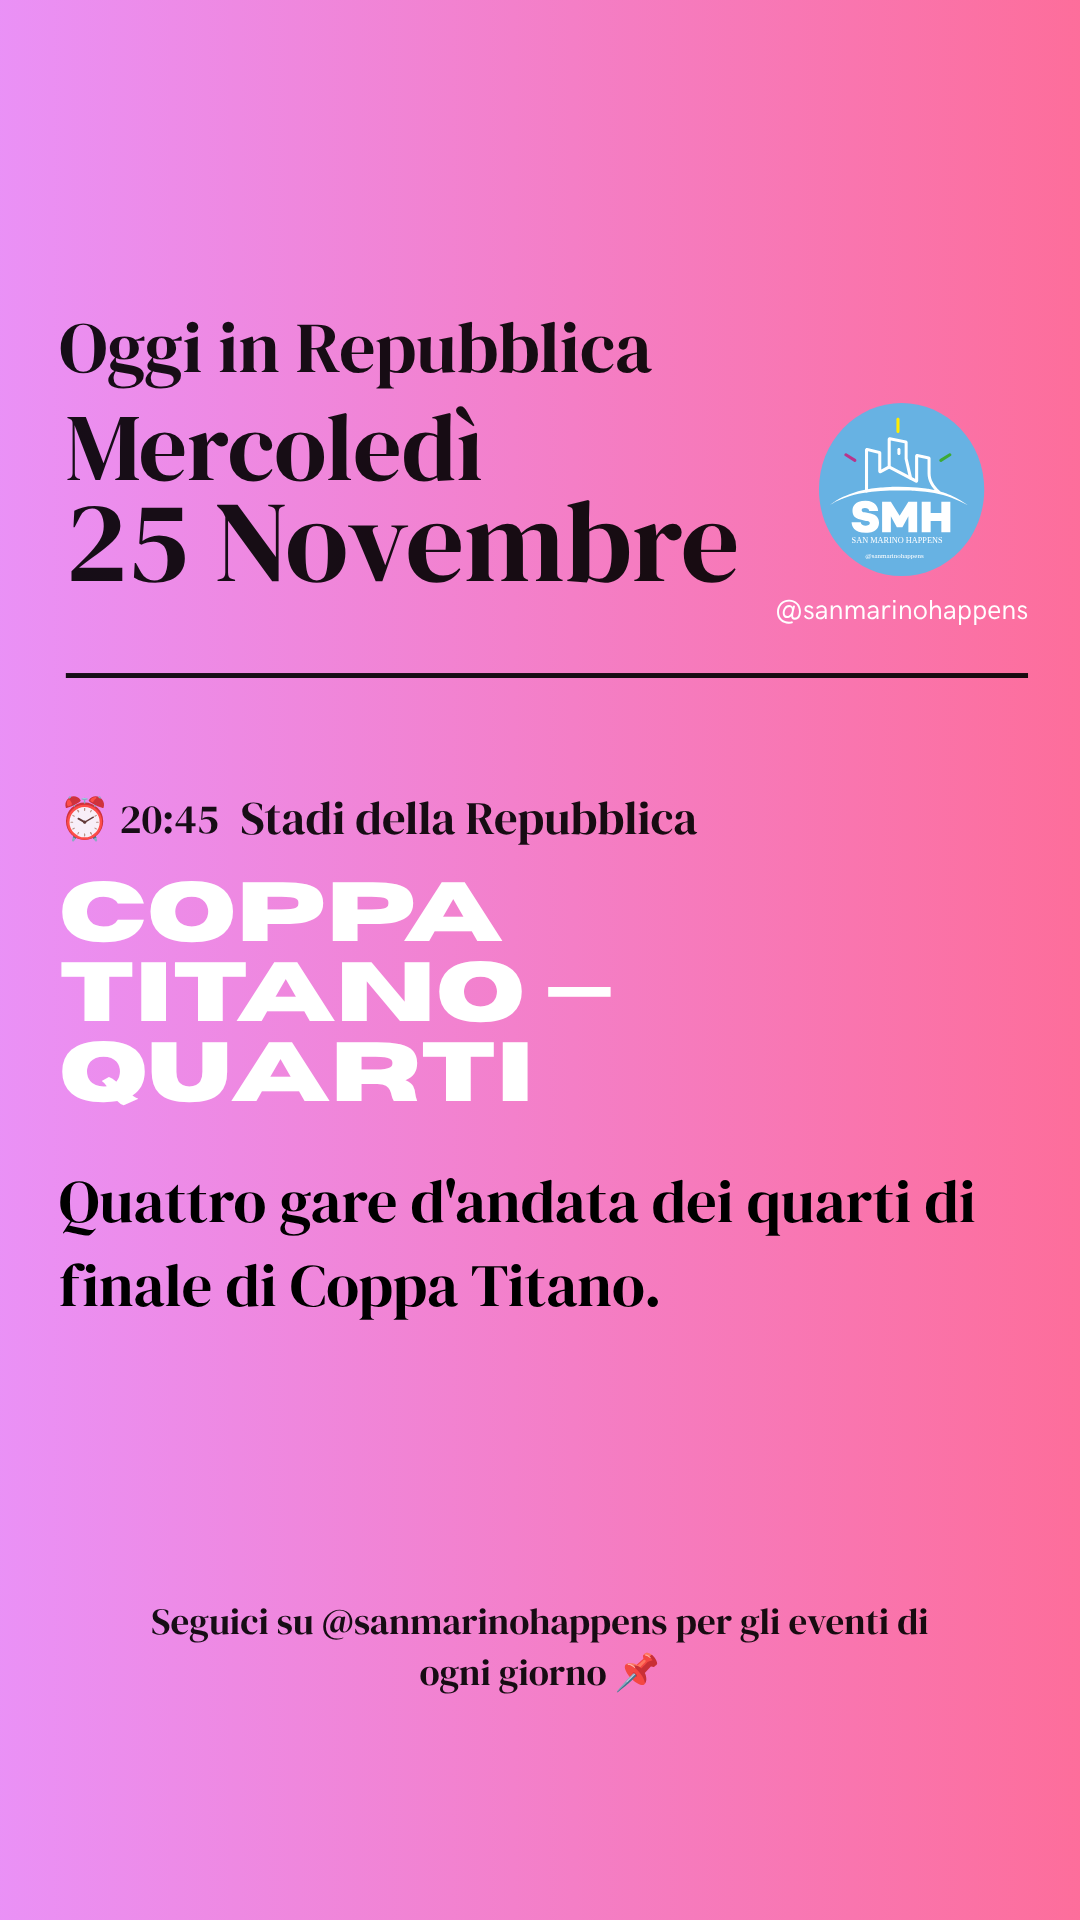 Oggi in Repubblica
Mercoledì
25 Novembre
SMH
SAN MARINO HAPPENS
@sanmarinohappens
@sanmarinohappens
⏰ 20:45 Stadi della Repubblica
COPPA
TITANO –
QUARTI
Quattro gare d'andata dei quarti di
finale di Coppa Titano.
Seguici su @sanmarinohappens per gli eventi di
ogni giorno 📌